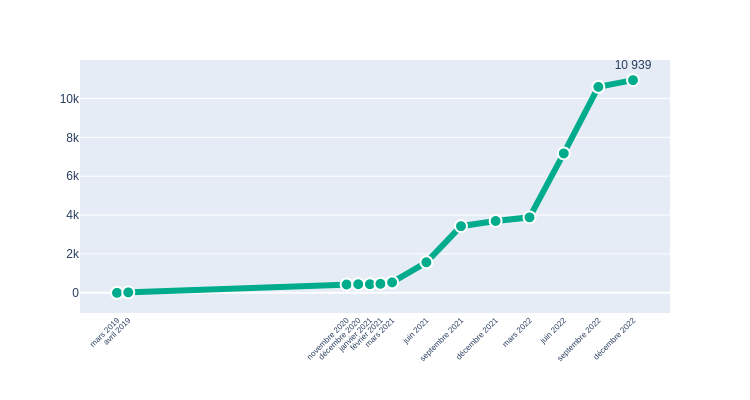 10 939
10k
8k
6k
4k
2k
0
mars 2019
avril 2019
novembre 2020
décembre 2020
janvier 2021
février 2021
mars 2021
juin 2021
septembre 2021
décembre 2021
mars 2022
juin 2022
septembre 2022
décembre 2022